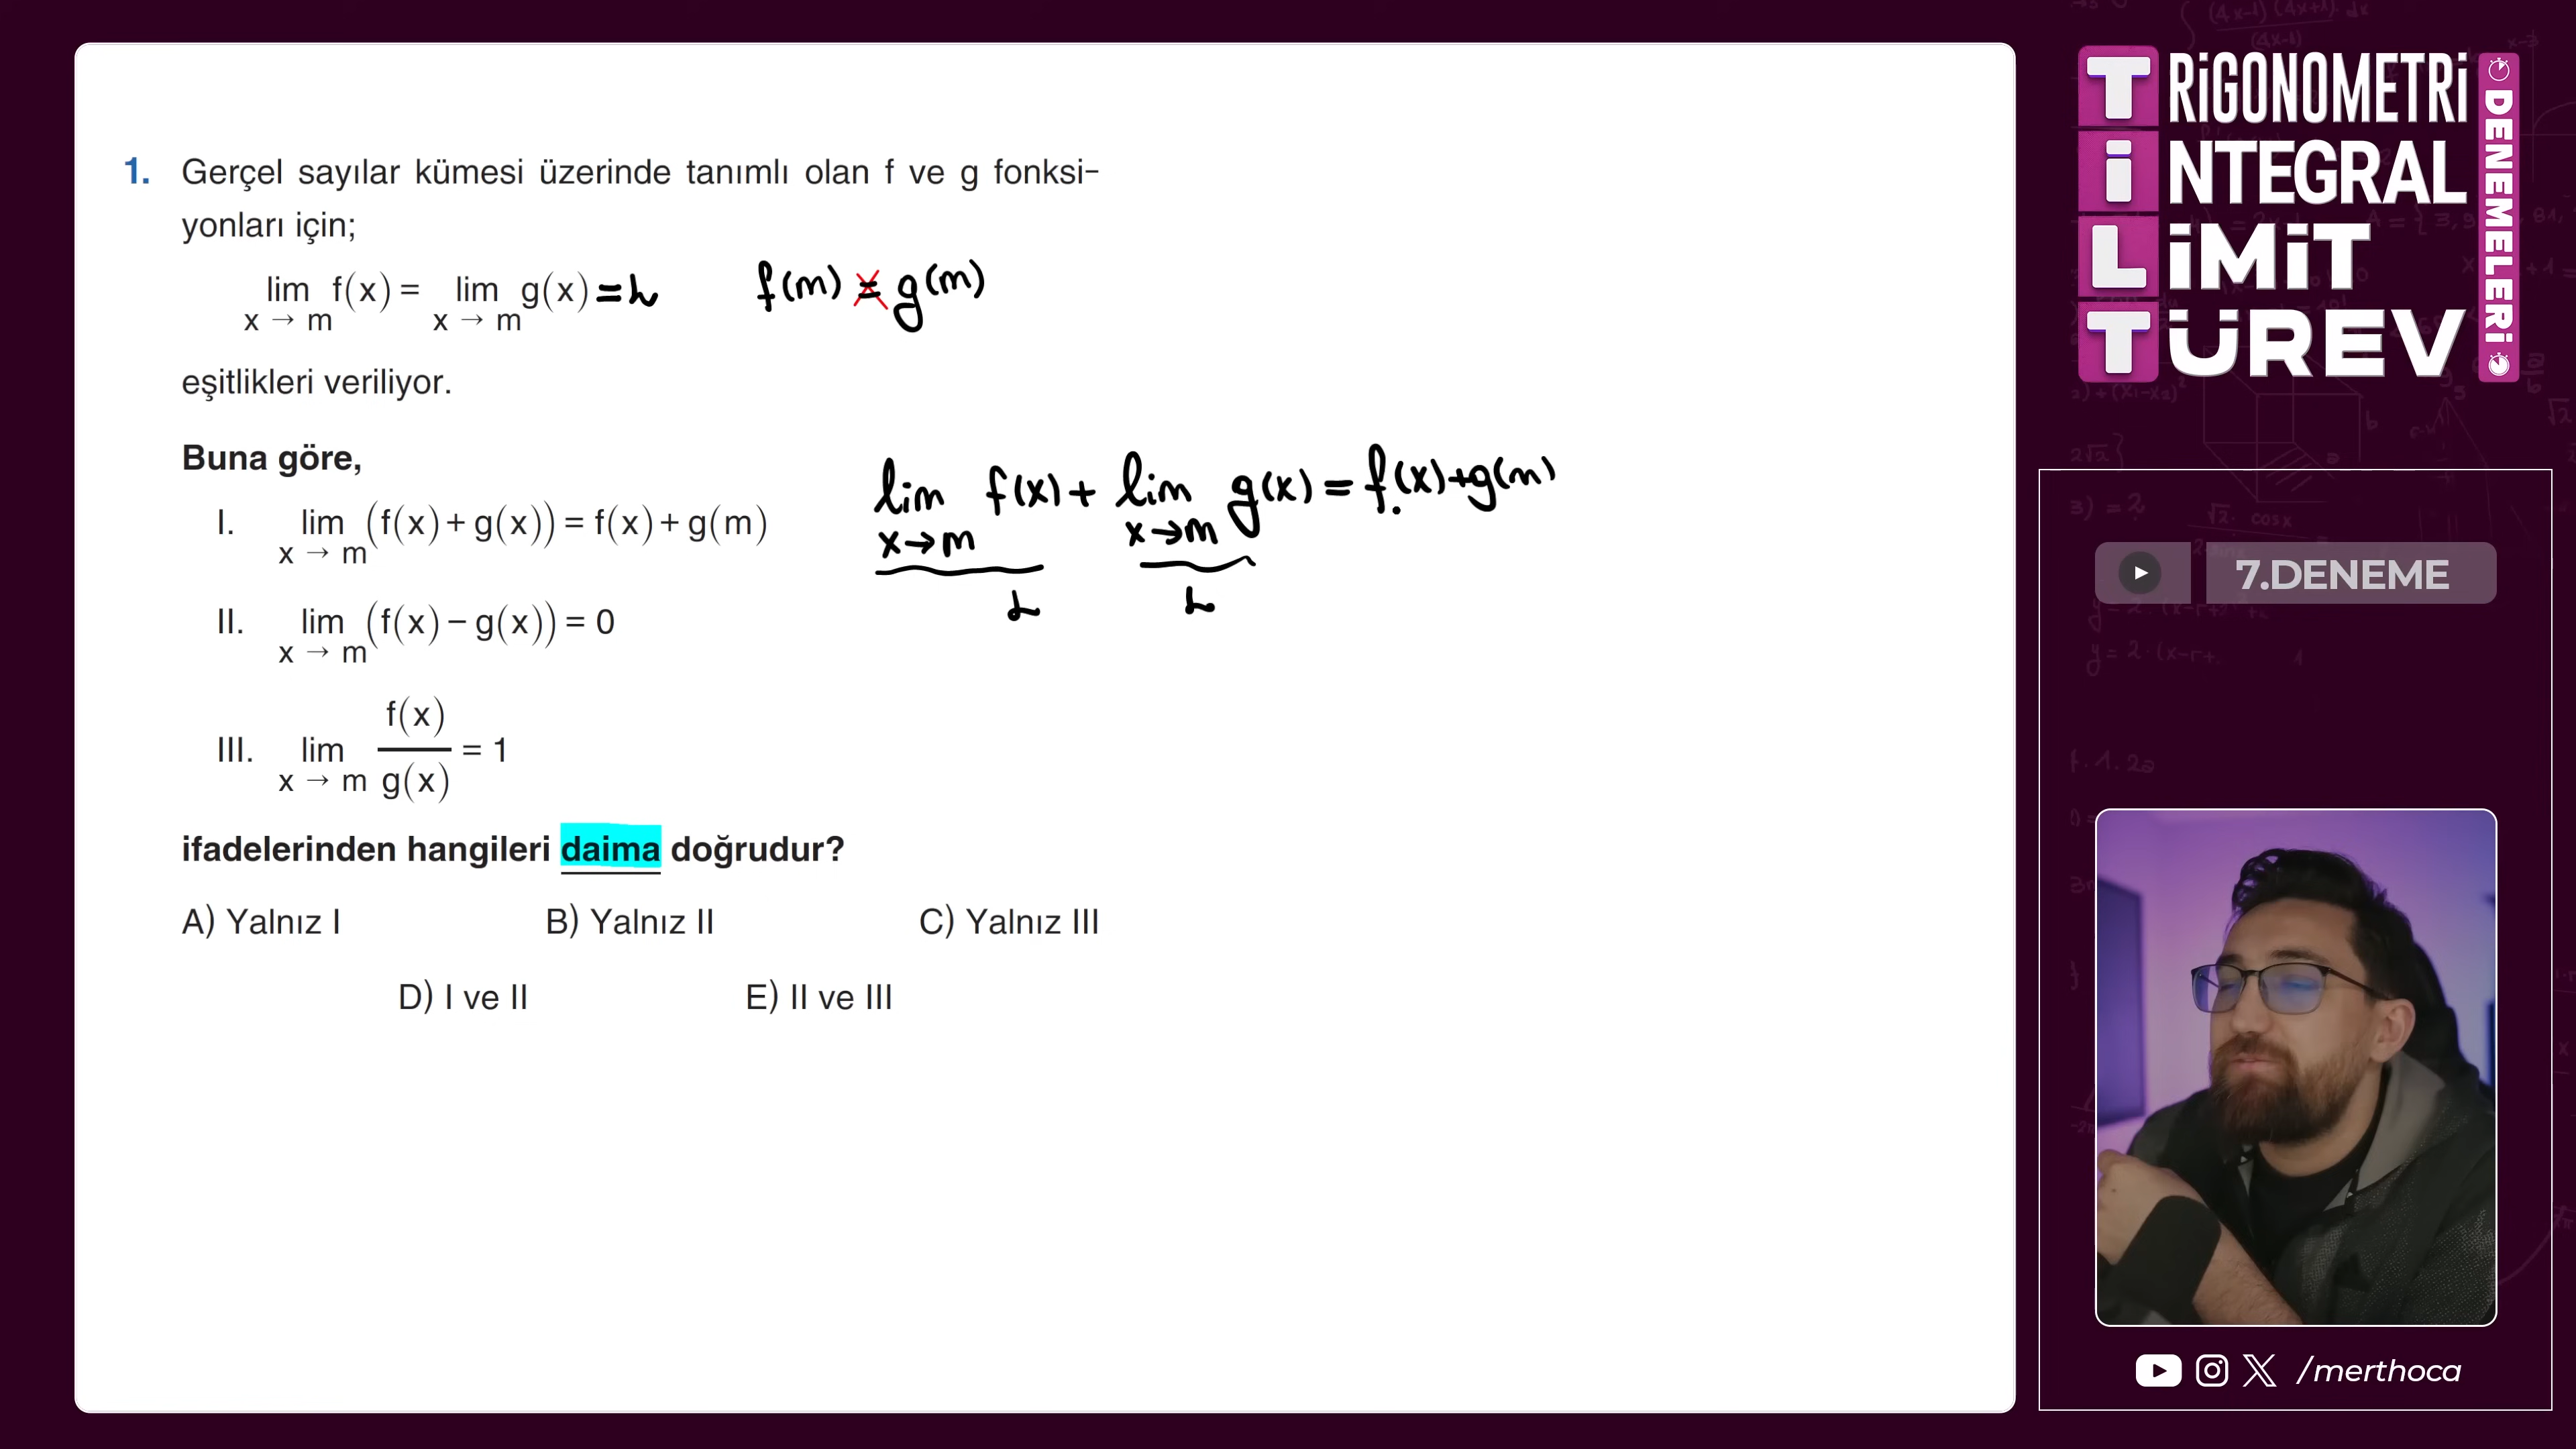 1. Gerçel sayılar kümesi üzerinde tanımlı olan f ve g fonksi-
yonları için;
lim f(x) = lim g(x) = L
x → m x → m
f(m) = g(m)
eşitlikleri veriliyor.
Buna göre,
I. lim (f(x) + g(x)) = f(x) + g(m)
x → m
lim f(x) + lim g(x) = f(x) + g(m)
x → m x → m
L L
II. lim (f(x) − g(x)) = 0
x → m
III. lim f(x)/g(x) = 1
x → m
ifadelerinden hangileri daima doğrudur?
A) Yalnız I B) Yalnız II C) Yalnız III
D) I ve II E) II ve III
TRiGONOMETRi
iNTEGRAL
LiMiT
TÜREV
DENEMELERi
7.DENEME
/merthoca